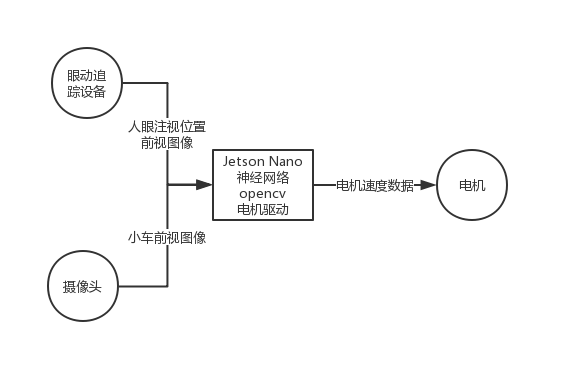 眼动追
踪设备
人眼注视位置
前视图像
Jetson Nano
神经网络
opencv
电机驱动
电机速度数据
电机
小车前视图像
摄像头